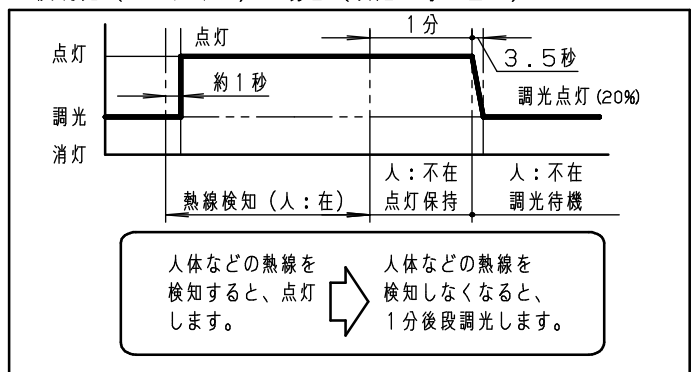 1分
点灯
点灯
3.5秒
約1秒
調光点灯(20%)
調光
消灯
人:不在
点灯保持
人:不在
調光待機
熱線検知(人:在)
人体などの熱線を
検知すると、点灯
します。
人体などの熱線を
検知しなくなると、
1分後段調光します。